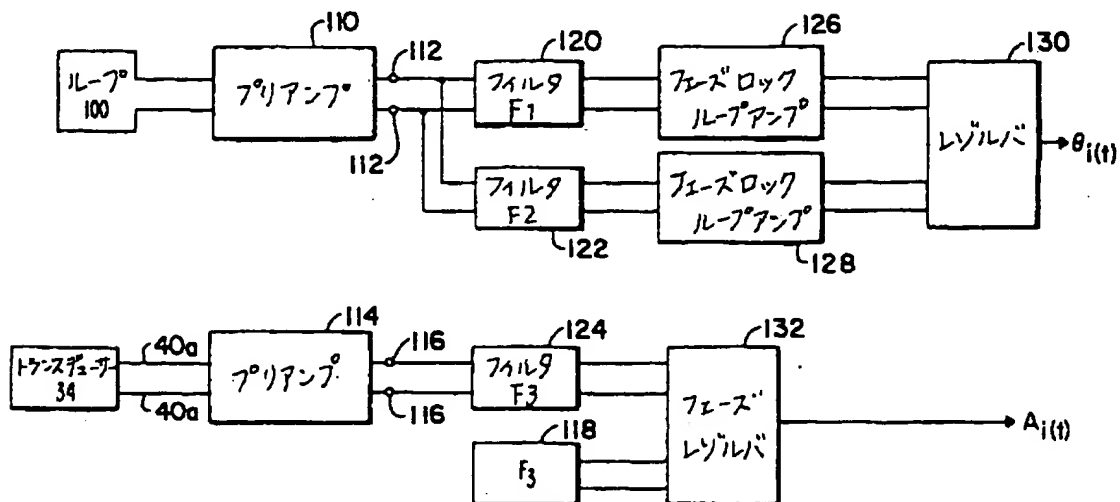 110
112
120
126
130
ループ
100
プリアンプ
フィルタ
F1
フェーズロック
ループアンプ
レゾルバ
θi(t)
112
フィルタ
F2
フェーズロック
ループアンプ
122
128
114
116
124
132
トランスデューサ
34
40a
40a
プリアンプ
116
フィルタ
F3
118
F3
フェーズ
レゾルバ
Ai(t)